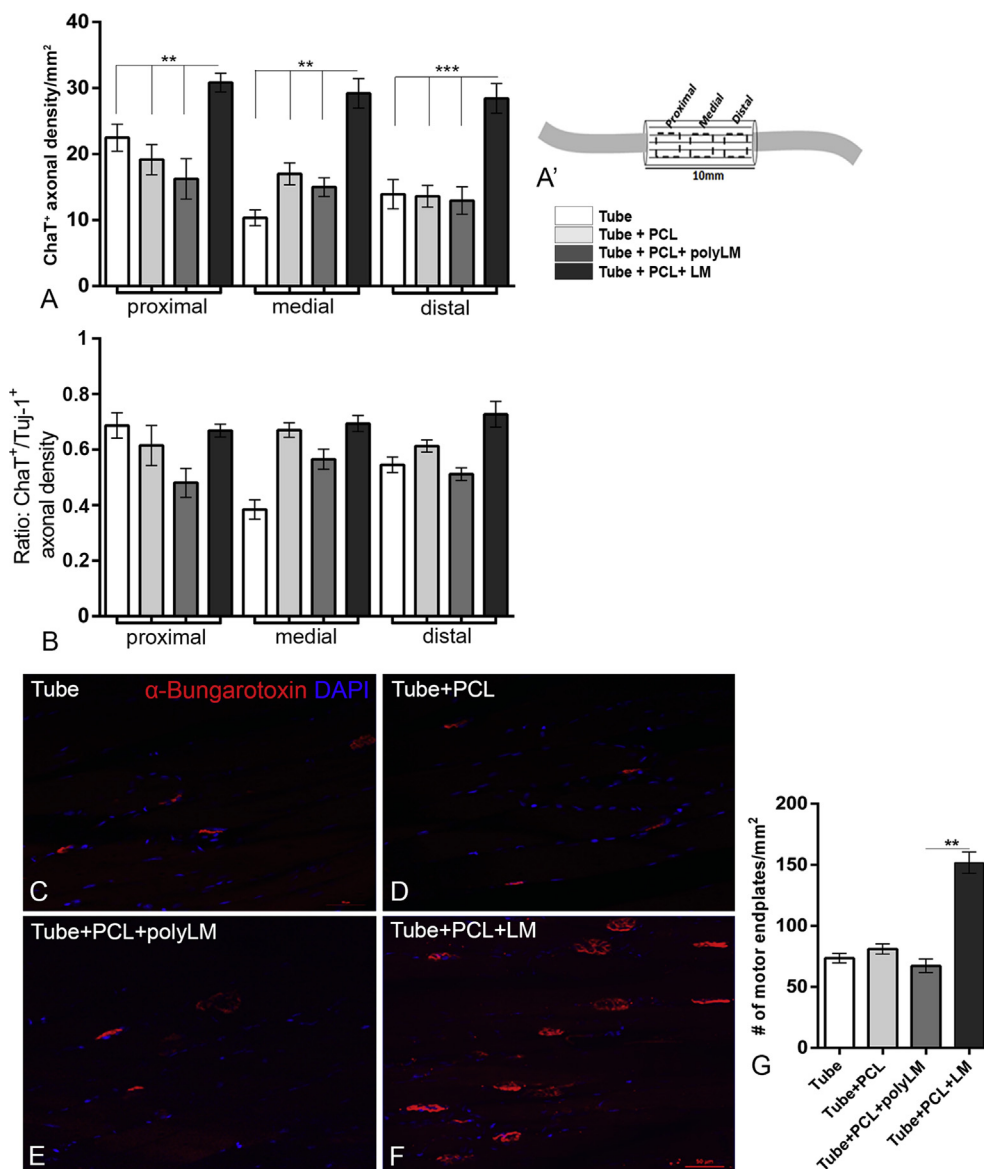 ChaT⁺ axonal density/mm²
40
30
20
10
0
**
**
***
proximal
medial
distal
A
Proximal
Medial
Distal
10mm
A'
Tube
Tube + PCL
Tube + PCL+ polyLM
Tube + PCL+ LM
Ratio: ChaT⁺/Tuj-1⁺
axonal density
1
0.8
0.6
0.4
0.2
0
proximal
medial
distal
B
Tube
α-Bungarotoxin DAPI
C
Tube+PCL
D
Tube+PCL+polyLM
E
Tube+PCL+LM
F
# of motor endplates/mm²
200
150
100
50
0
**
Tube
Tube+PCL
Tube+PCL+polyLM
Tube+PCL+LM
G